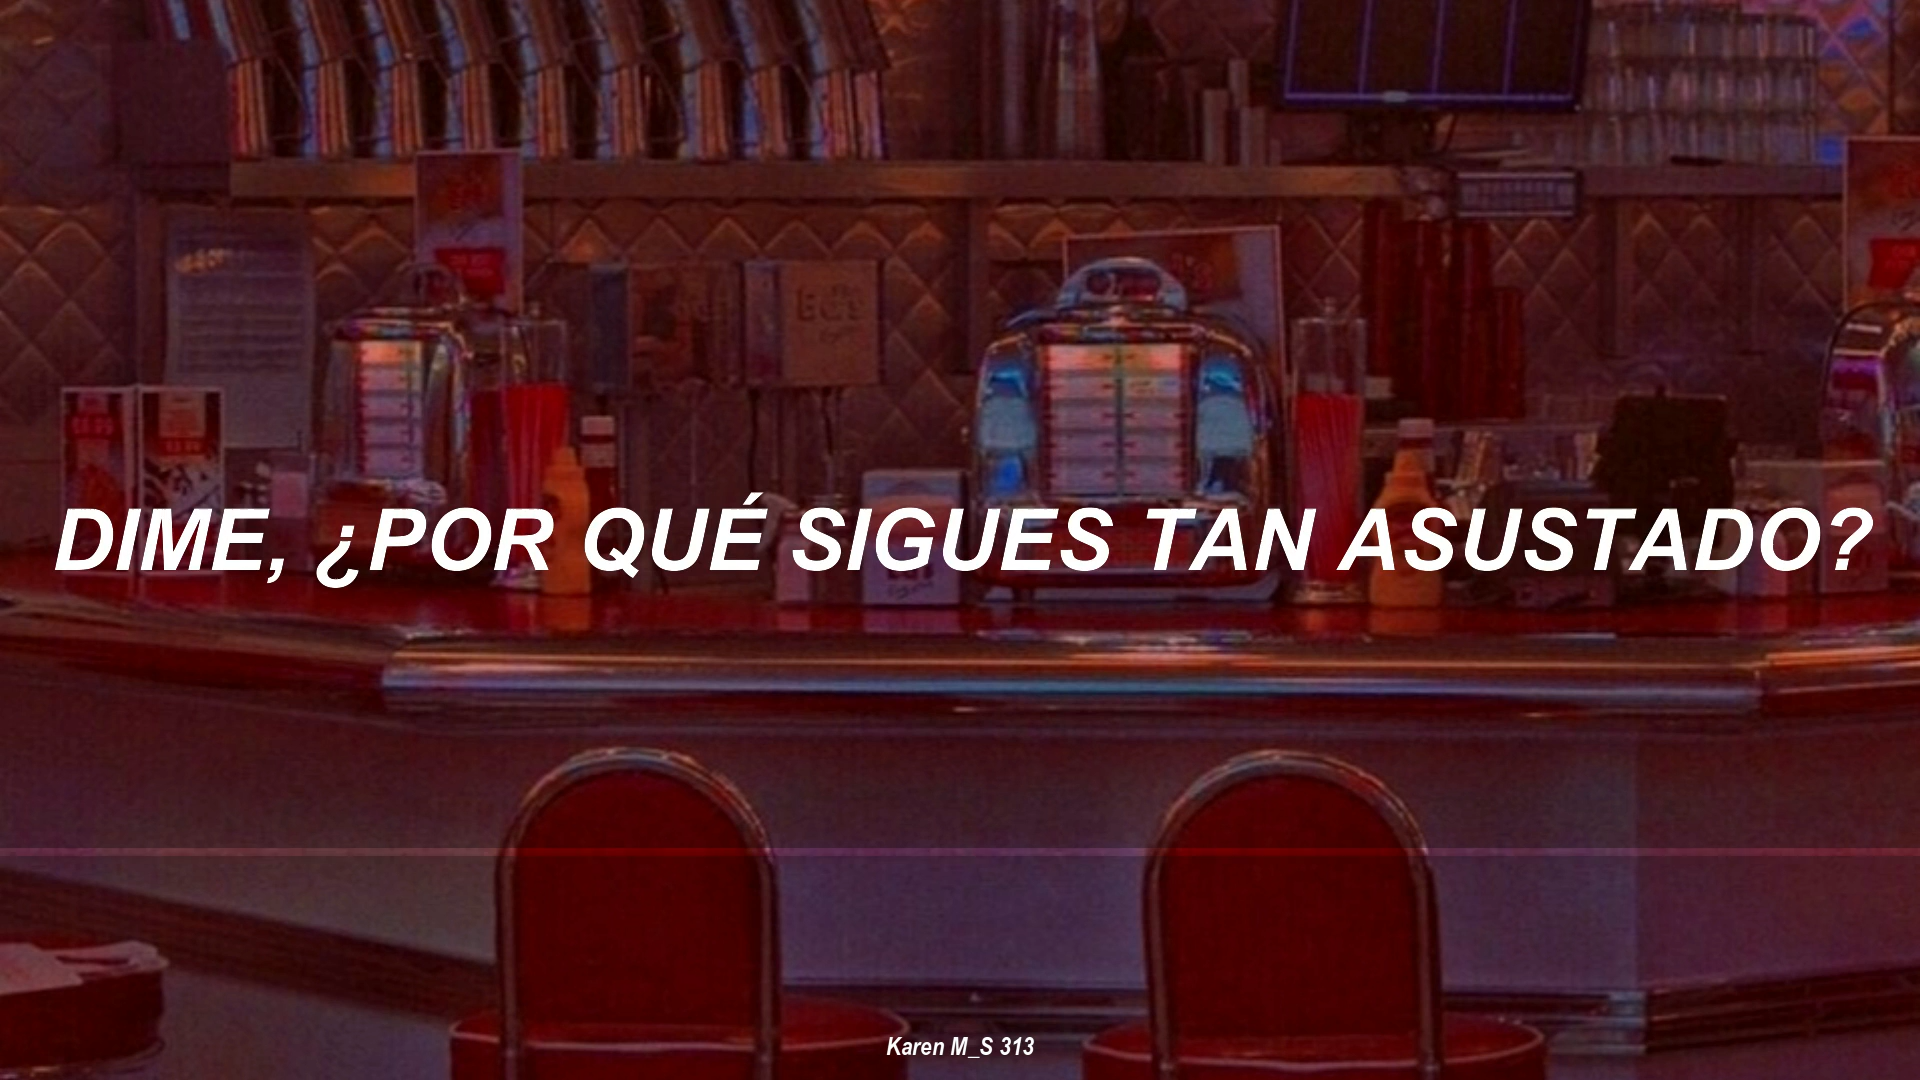 DIME, ¿POR QUÉ SIGUES TAN ASUSTADO?
Karen M_S 313